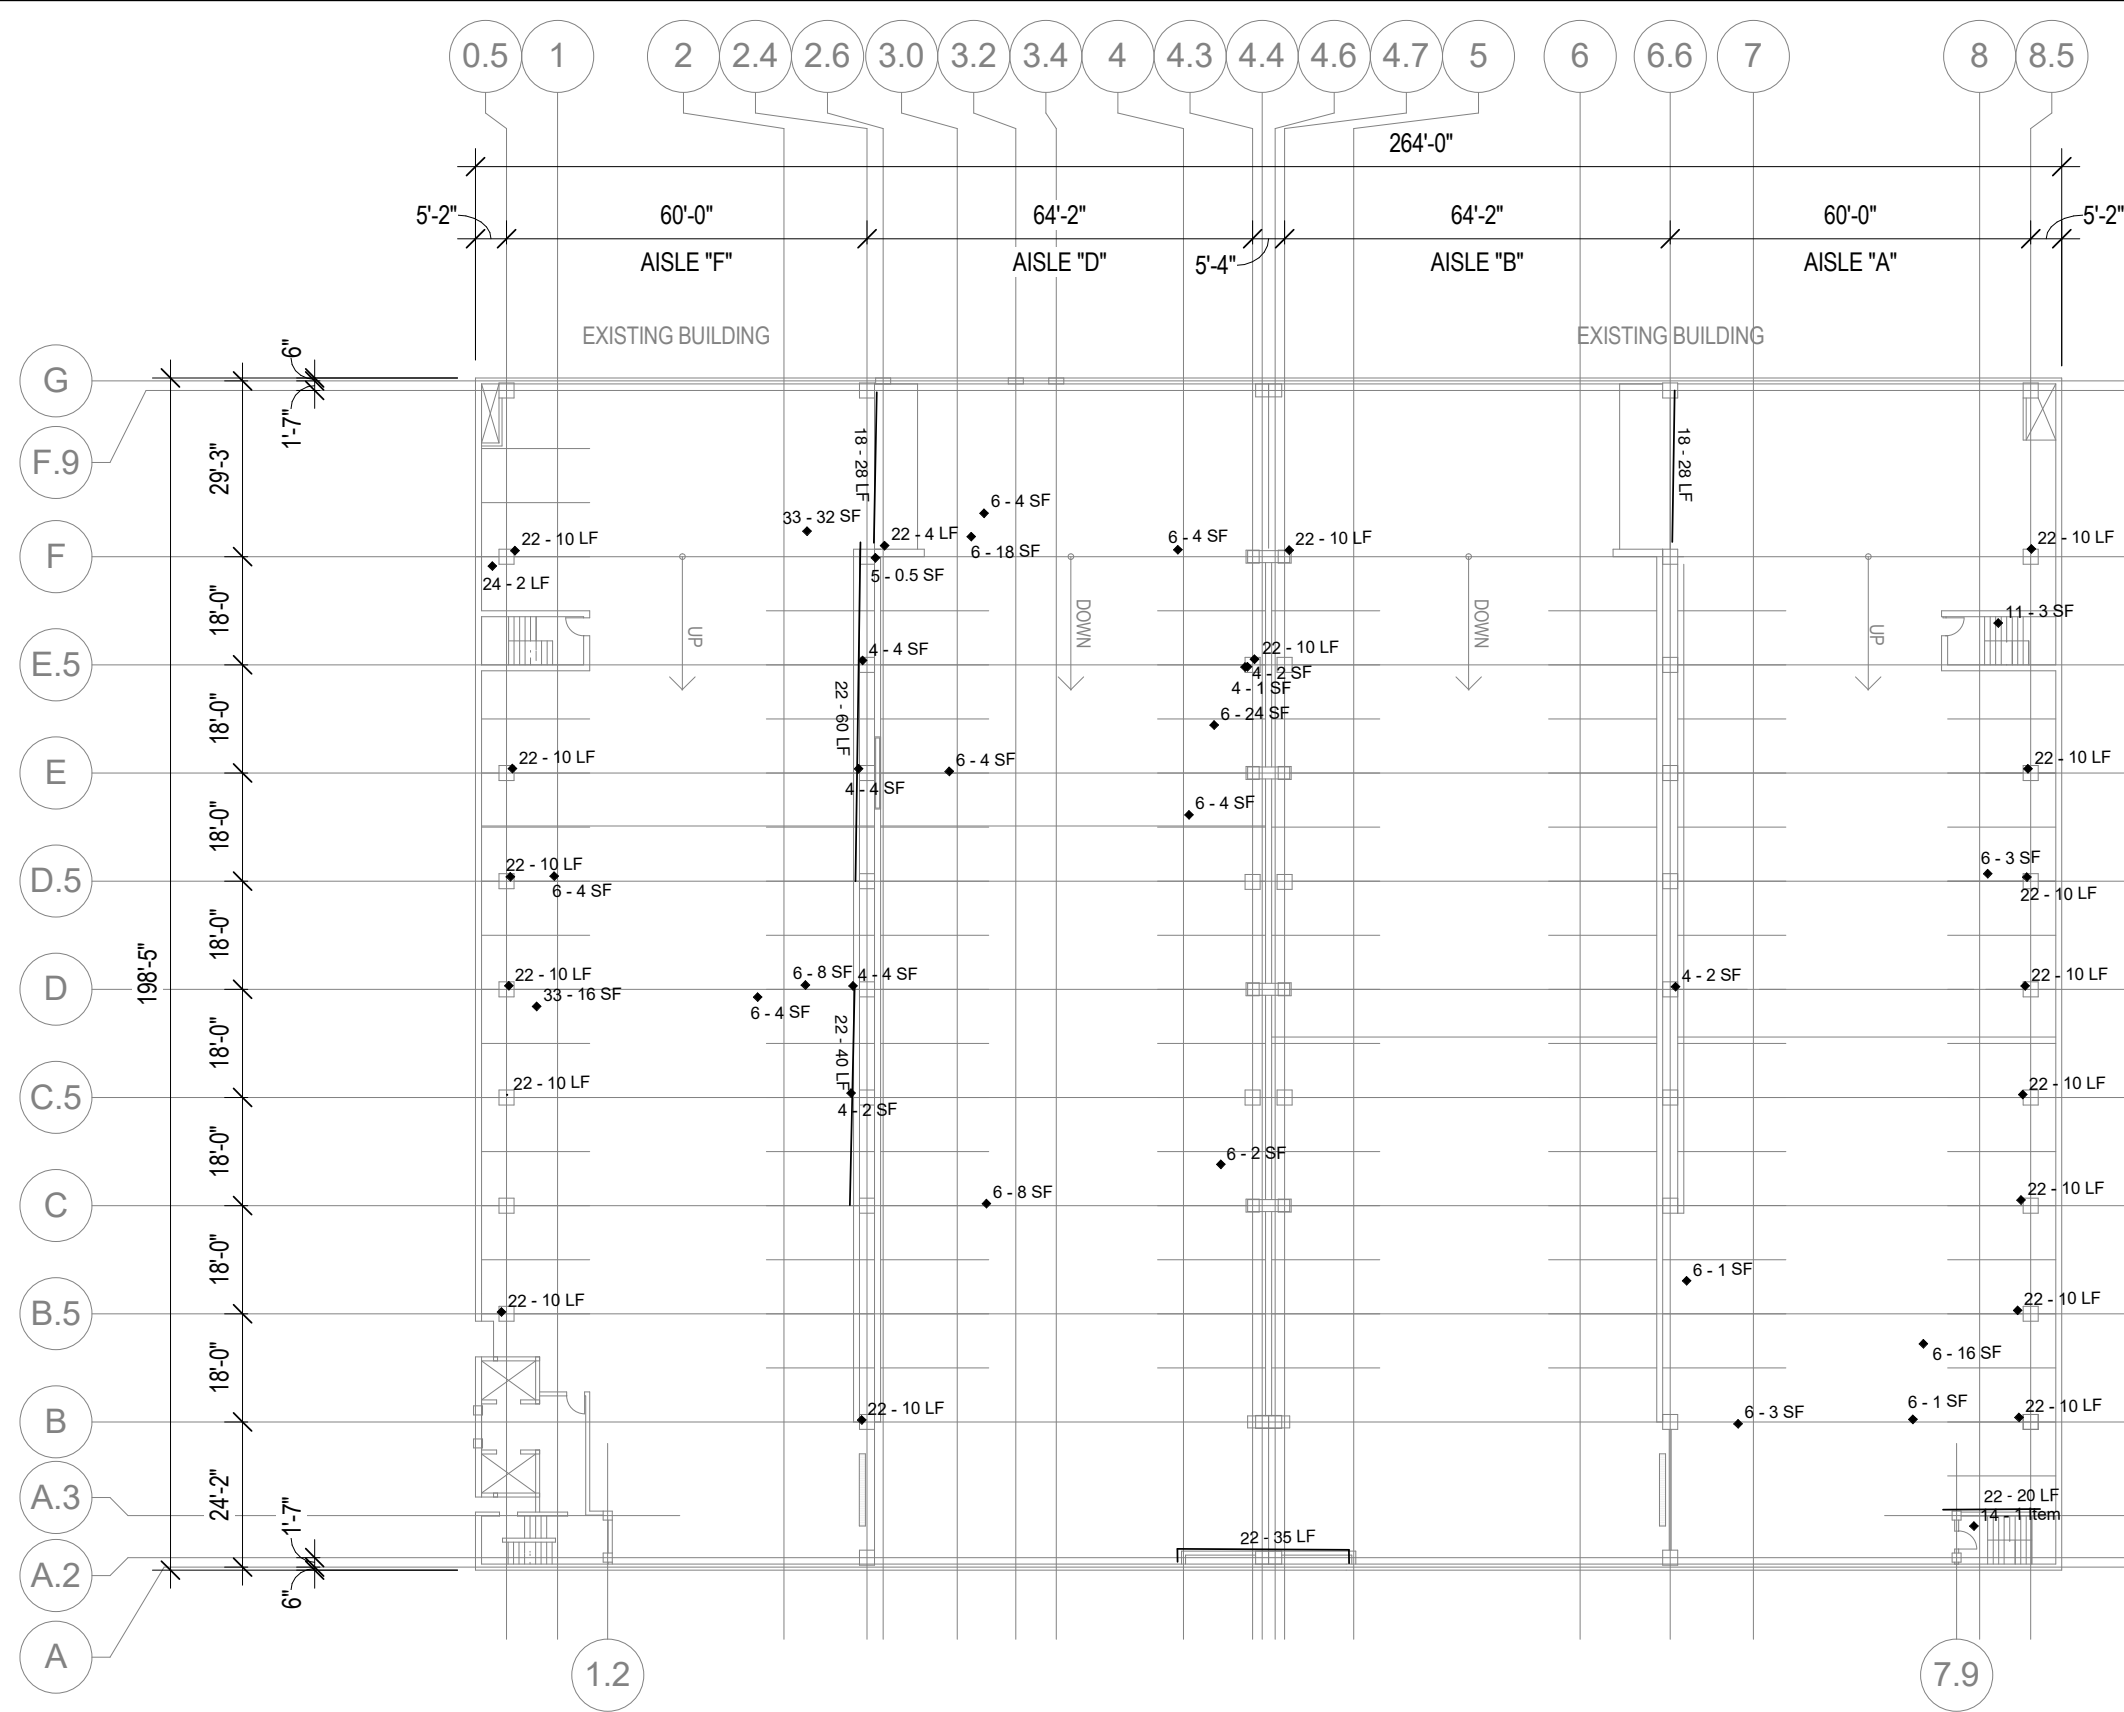 0.5 1 2 2.4 2.6 3.0 3.2 3.4 4 4.3 4.4 4.6 4.7 5 6 6.6 7 8 8.5
264'-0"
5'-2" 60'-0" 64'-2" 64'-2" 60'-0" 5'-2"
AISLE "F" AISLE "D" 5'-4" AISLE "B" AISLE "A"
EXISTING BUILDING EXISTING BUILDING
6"
G
1'-7"
F.9
29'-3"
18 - 28 LF
18 - 28 LF
6 - 4 SF
33 - 32 SF
22 - 10 LF
22 - 4 LF
6 - 18 SF
6 - 4 SF
22 - 10 LF
22 - 10 LF
F
24 - 2 LF
5 - 0.5 SF
18'-0"
UP
DOWN
DOWN
UP
11 - 3 SF
4 - 4 SF
22 - 10 LF
E.5
4 - 2 SF
4 - 1 SF
22 - 60 LF
6 - 24 SF
18'-0"
22 - 10 LF
6 - 4 SF
22 - 10 LF
E
4 - 4 SF
6 - 4 SF
18'-0"
22 - 10 LF
6 - 3 SF
D.5
6 - 4 SF
22 - 10 LF
18'-0"
198'-5"
22 - 10 LF
6 - 8 SF
4 - 4 SF
4 - 2 SF
22 - 10 LF
D
33 - 16 SF
6 - 4 SF
22 - 40 LF
18'-0"
22 - 10 LF
22 - 10 LF
C.5
4 - 2 SF
18'-0"
6 - 2 SF
6 - 8 SF
22 - 10 LF
C
18'-0"
6 - 1 SF
22 - 10 LF
22 - 10 LF
B.5
18'-0"
6 - 16 SF
22 - 10 LF
6 - 3 SF
6 - 1 SF
22 - 10 LF
B
24'-2"
A.3
1'-7"
22 - 20 LF
14 - 1 Item
22 - 35 LF
A.2
6"
A
1.2 7.9